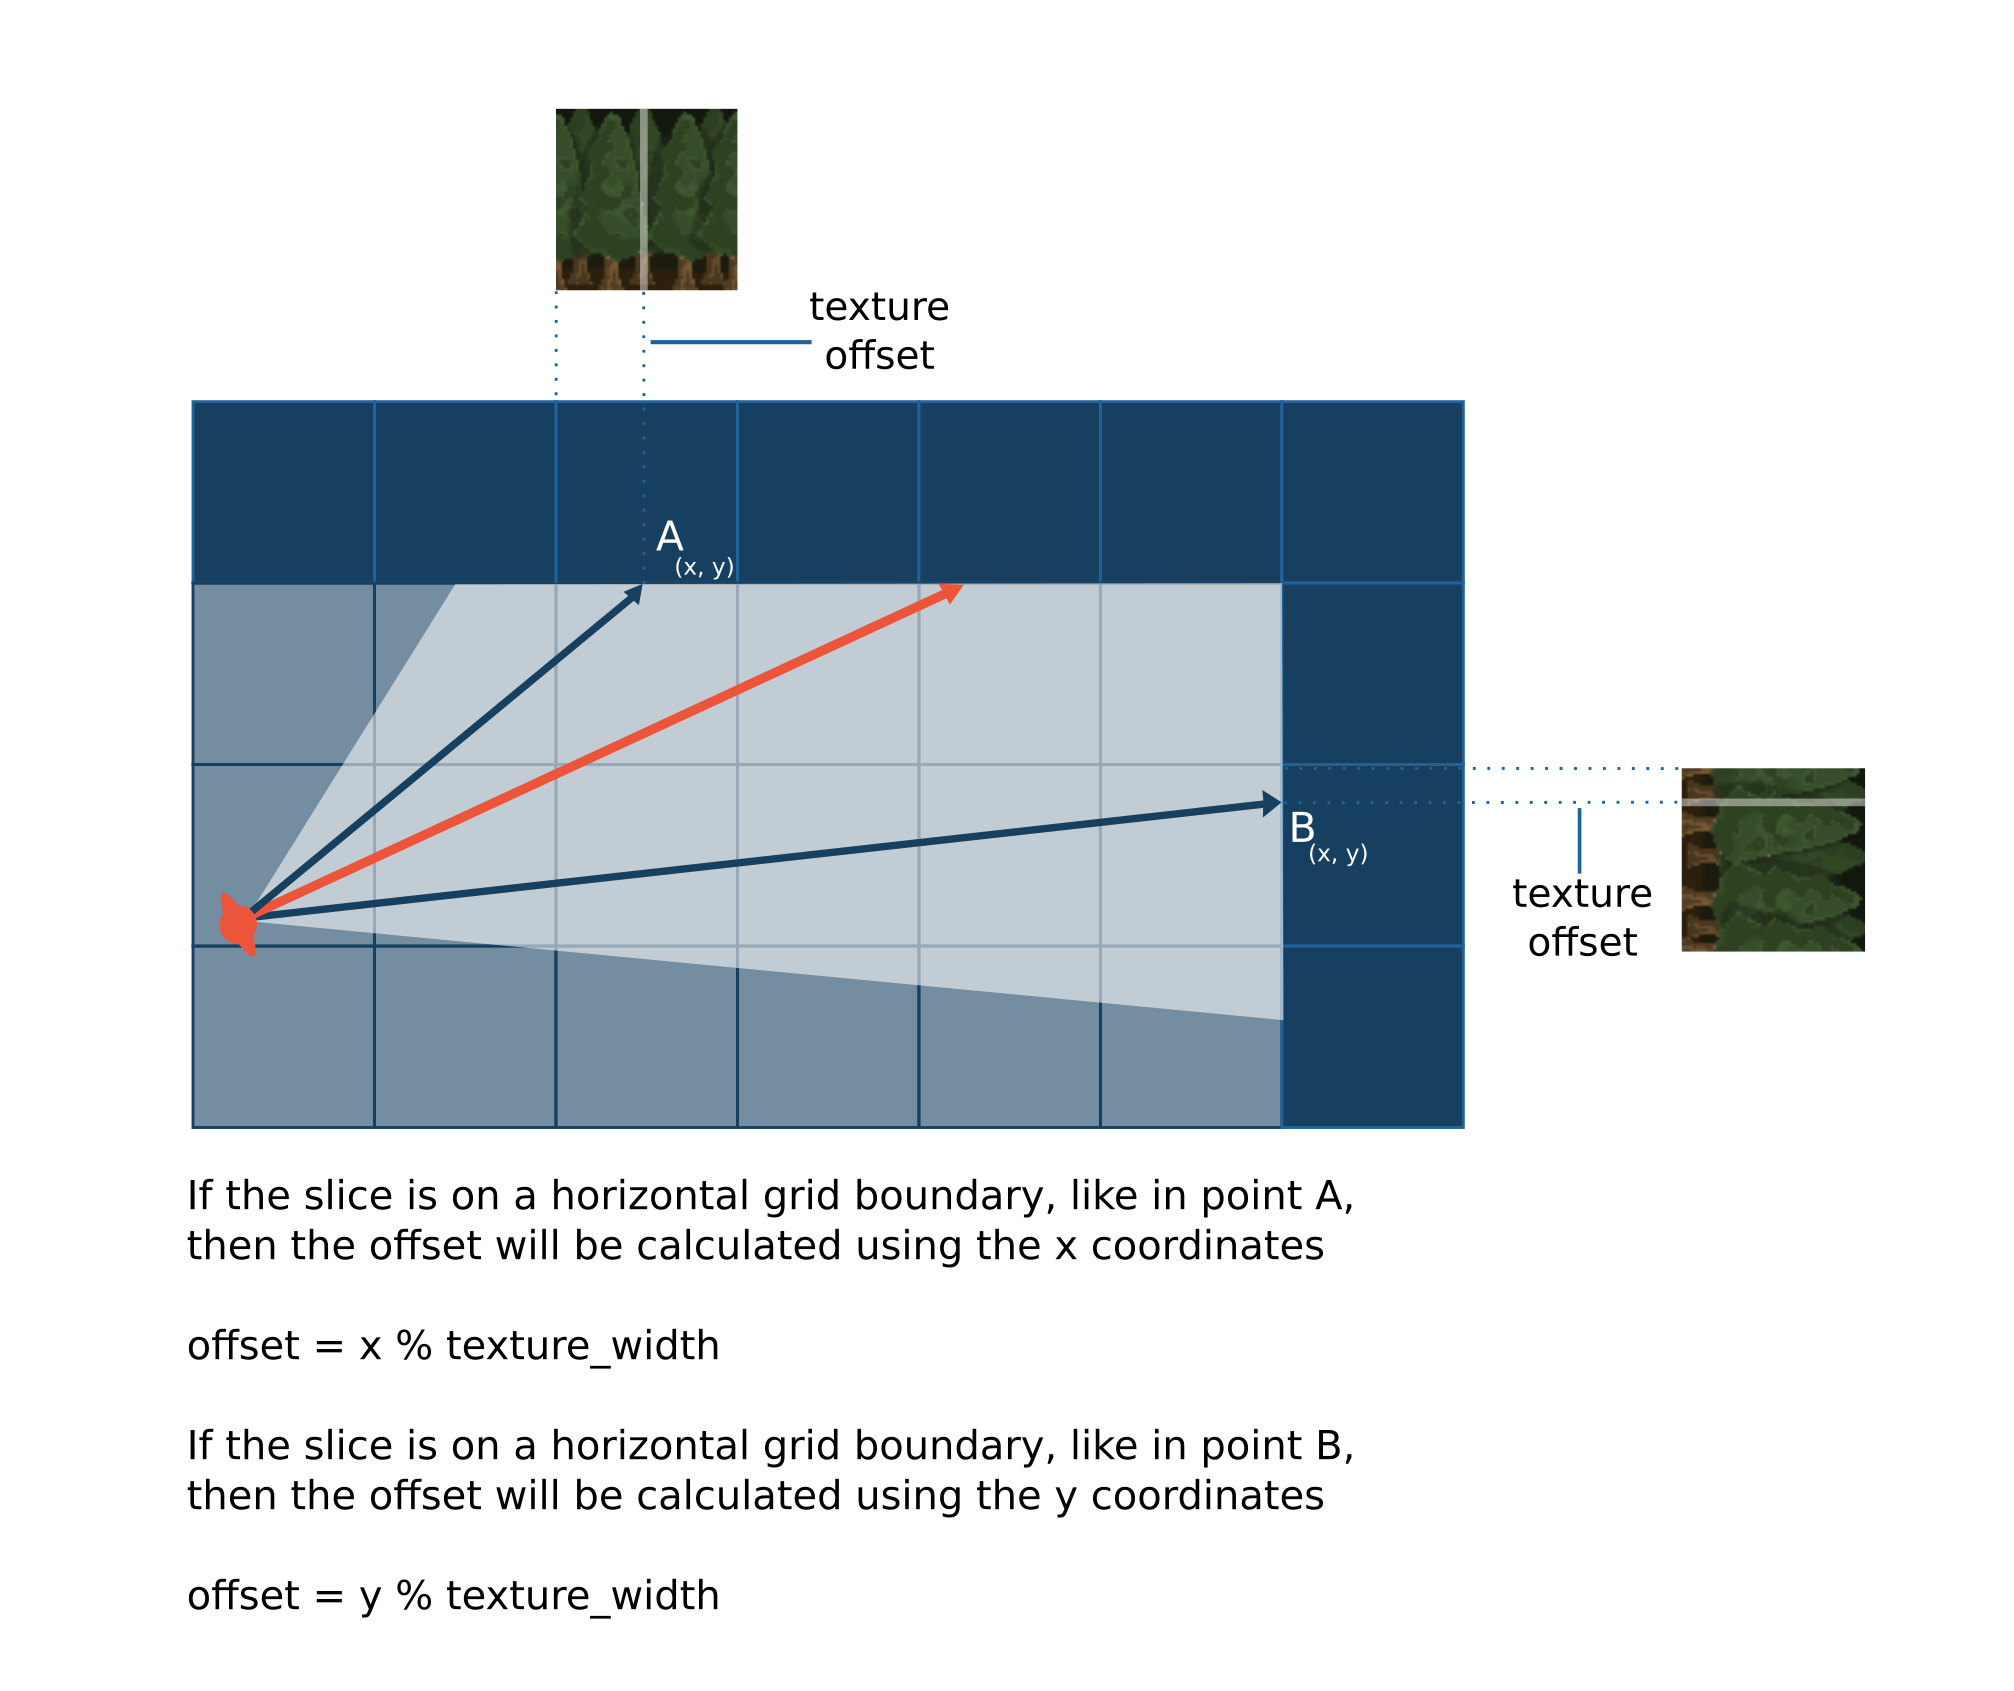 texture
offset
A
(x, y)
B
(x, y)
texture
offset
If the slice is on a horizontal grid boundary, like in point A,
then the offset will be calculated using the x coordinates
offset = x % texture_width
If the slice is on a horizontal grid boundary, like in point B,
then the offset will be calculated using the y coordinates
offset = y % texture_width